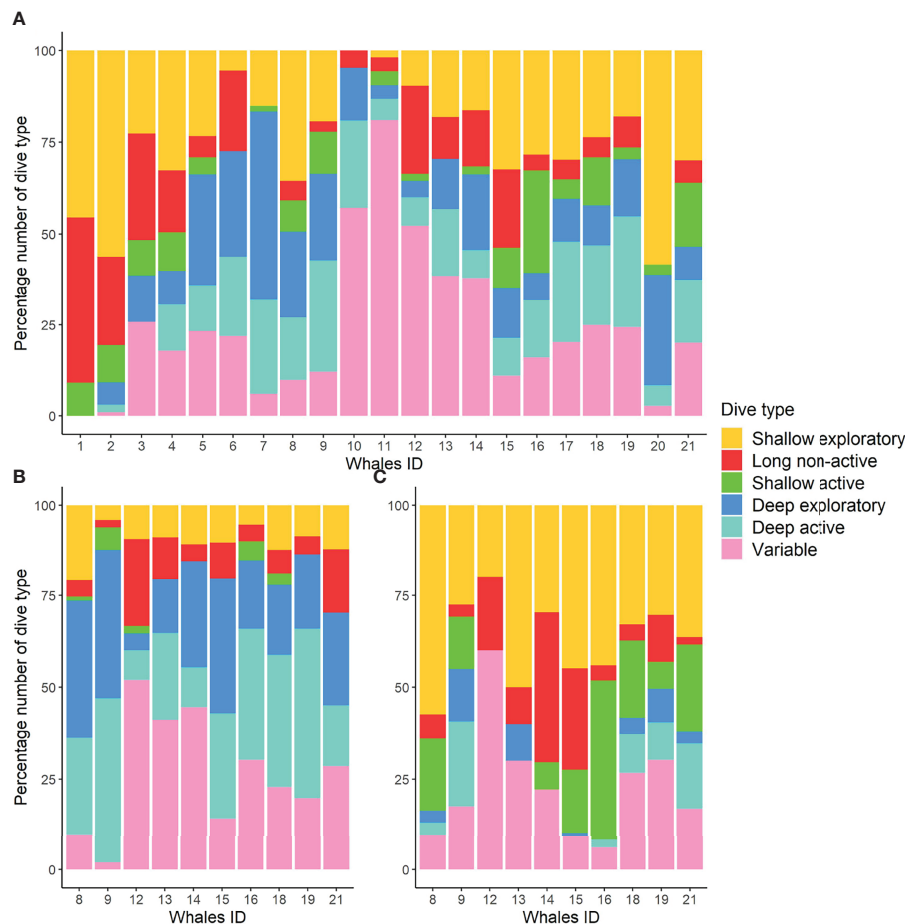 A
Percentage number of dive type
100
75
50
25
0
1 2 3 4 5 6 7 8 9 10 11 12 13 14 15 16 17 18 19 20 21
Whales ID
Dive type
Shallow exploratory
Long non-active
Shallow active
Deep exploratory
Deep active
Variable
B
Percentage number of dive type
100
75
50
25
0
8 9 12 13 14 15 16 18 19 21
Whales ID
C
100
75
50
25
0
8 9 12 13 14 15 16 18 19 21
Whales ID